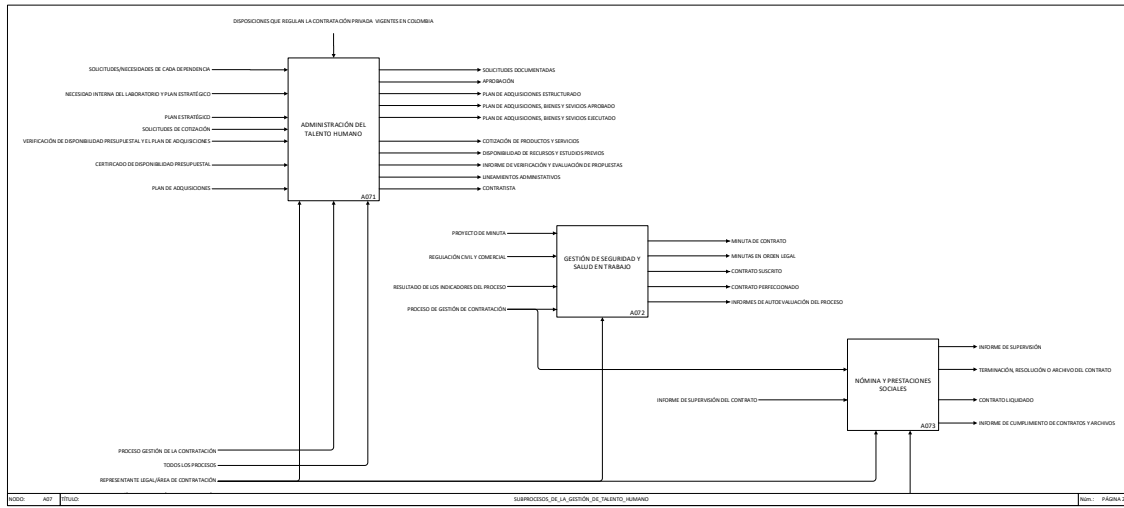 DISPOSICIONES QUE REGULAN LA CONTRATACIÓN PRIVADA VIGENTES EN COLOMBIA
SOLICITUDES/NECESIDADES DE CADA DEPENDENCIA
NECESIDAD INTERNA DEL LABORATORIO Y PLAN ESTRATÉGICO
PLAN ESTRATÉGICO
SOLICITUDES DE COTIZACIÓN
VERIFICACIÓN DE DISPONIBILIDAD PRESUPUESTAL Y EL PLAN DE ADQUISICIONES
CERTIFICADO DE DISPONIBILIDAD PRESUPUESTAL
PLAN DE ADQUISICIONES
ADMINISTRACIÓN DEL
TALENTO HUMANO
A071
SOLICITUDES DOCUMENTADAS
APROBACIÓN
PLAN DE ADQUISICIONES ESTRUCTURADO
PLAN DE ADQUISICIONES, BIENES Y SEVICIOS APROBADO
PLAN DE ADQUISICIONES, BIENES Y SEVICIOS EJECUTADO
COTIZACIÓN DE PRODUCTOS Y SERVICIOS
DISPONIBILIDAD DE RECURSOS Y ESTUDIOS PREVIOS
INFORME DE VERIFICACIÓN Y EVALUACIÓN DE PROPUESTAS
LINEAMIENTOS ADMINISTATIVOS
CONTRATISTA
PROYECTO DE MINUTA
REGULACIÓN CIVIL Y COMERCIAL
RESULTADO DE LOS INDICADORES DEL PROCESO
PROCESO DE GESTIÓN DE CONTRATACIÓN
GESTIÓN DE SEGURIDAD Y
SALUD EN TRABAJO
A072
MINUTA DE CONTRATO
MINUTAS EN ORDEN LEGAL
CONTRATO SUSCRITO
CONTRATO PERFECCIONADO
INFORMES DE AUTOEVALUACIÓN DEL PROCESO
INFORME DE SUPERVISIÓN DEL CONTRATO
NÓMINA Y PRESTACIONES
SOCIALES
A073
INFORME DE SUPERVISIÓN
TERMINACIÓN, RESOLUCIÓN O ARCHIVO DEL CONTRATO
CONTRATO LIQUIDADO
INFORME DE CUMPLIMIENTO DE CONTRATOS Y ARCHIVOS
PROCESO GESTIÓN DE LA CONTRATACIÓN
TODOS LOS PROCESOS
REPRESENTANTE LEGAL/ÁREA DE CONTRATACIÓN
NODO: A07 TÍTULO: SUBPROCESOS_DE_LA_GESTIÓN_DE_TALENTO_HUMANO Núm.: PÁGINA 2